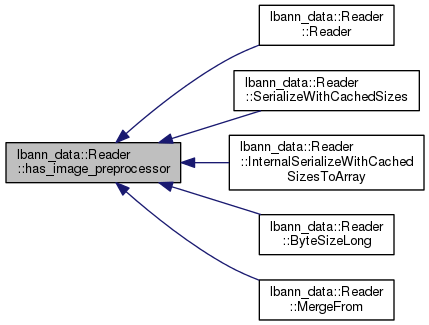 lbann_data::Reader
::has_image_preprocessor
lbann_data::Reader
::Reader
lbann_data::Reader
::SerializeWithCachedSizes
lbann_data::Reader
::InternalSerializeWithCached
SizesToArray
lbann_data::Reader
::ByteSizeLong
lbann_data::Reader
::MergeFrom